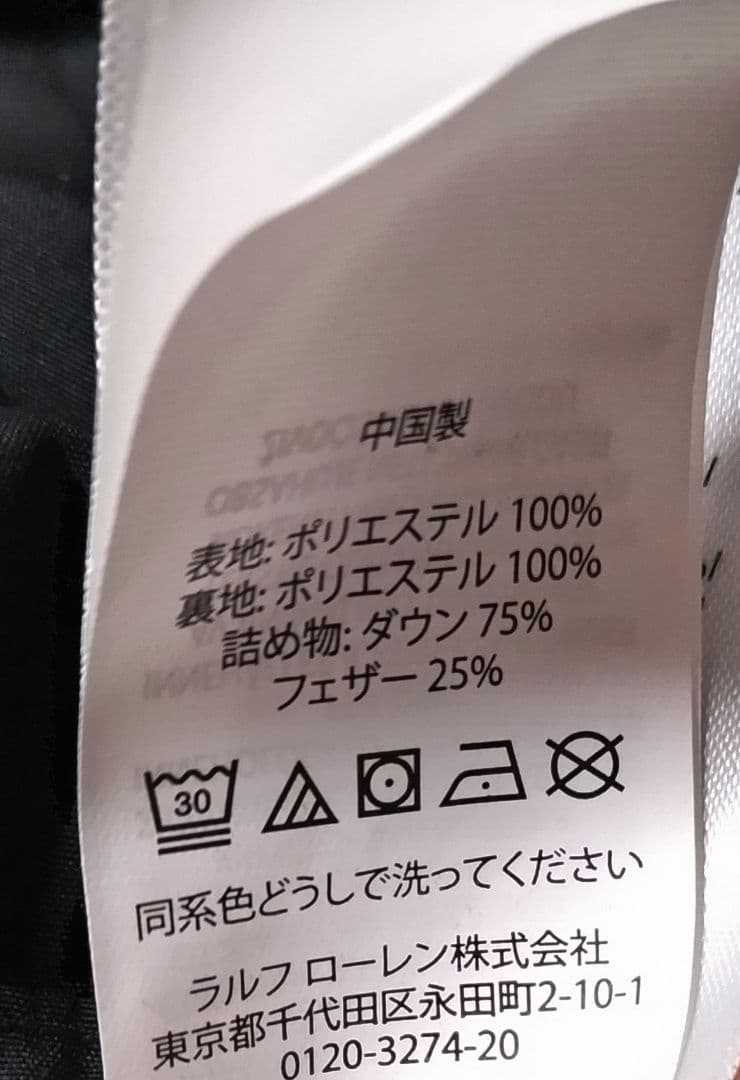 中国製
表地: ポリエステル 100%
裏地: ポリエステル 100%
詰め物: ダウン 75%
フェザー 25%
30
同系色どうしで洗ってください
ラルフ ローレン株式会社
東京都千代田区永田町2-10-1
0120-3274-20